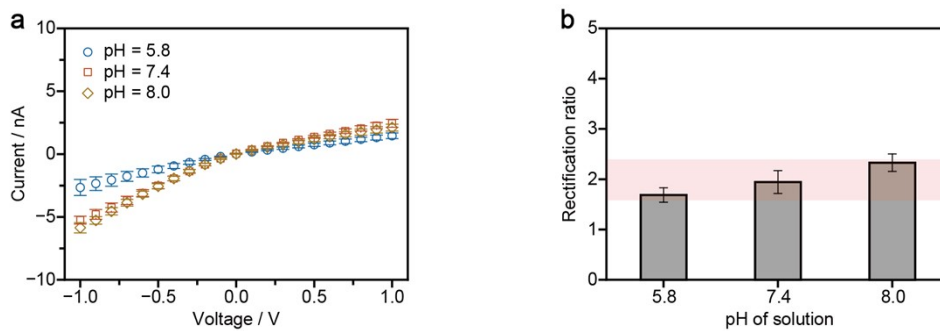 a
10
5
0
−5
−10
Current / nA
pH = 5.8
pH = 7.4
pH = 8.0
−1.0 −0.5 0.0 0.5 1.0
Voltage / V
b
5
4
3
2
1
0
Rectification ratio
5.8 7.4 8.0
pH of solution